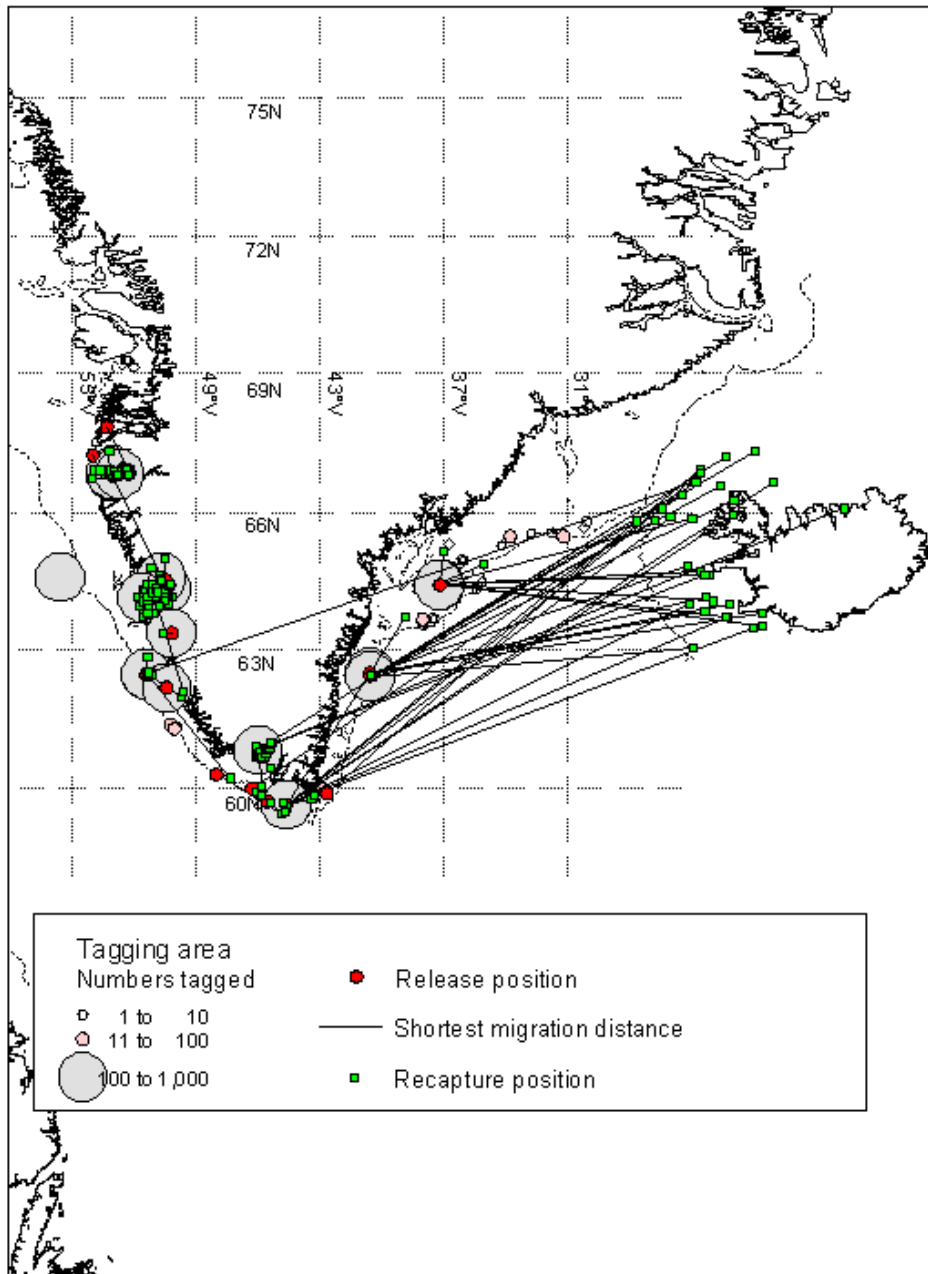 75N
72N
69N
55°V
49°V
43°V
37°V
31°V
66N
63N
60N
Tagging area
Numbers tagged
1 to 10
11 to 100
100 to 1,000
Release position
Shortest migration distance
Recapture position